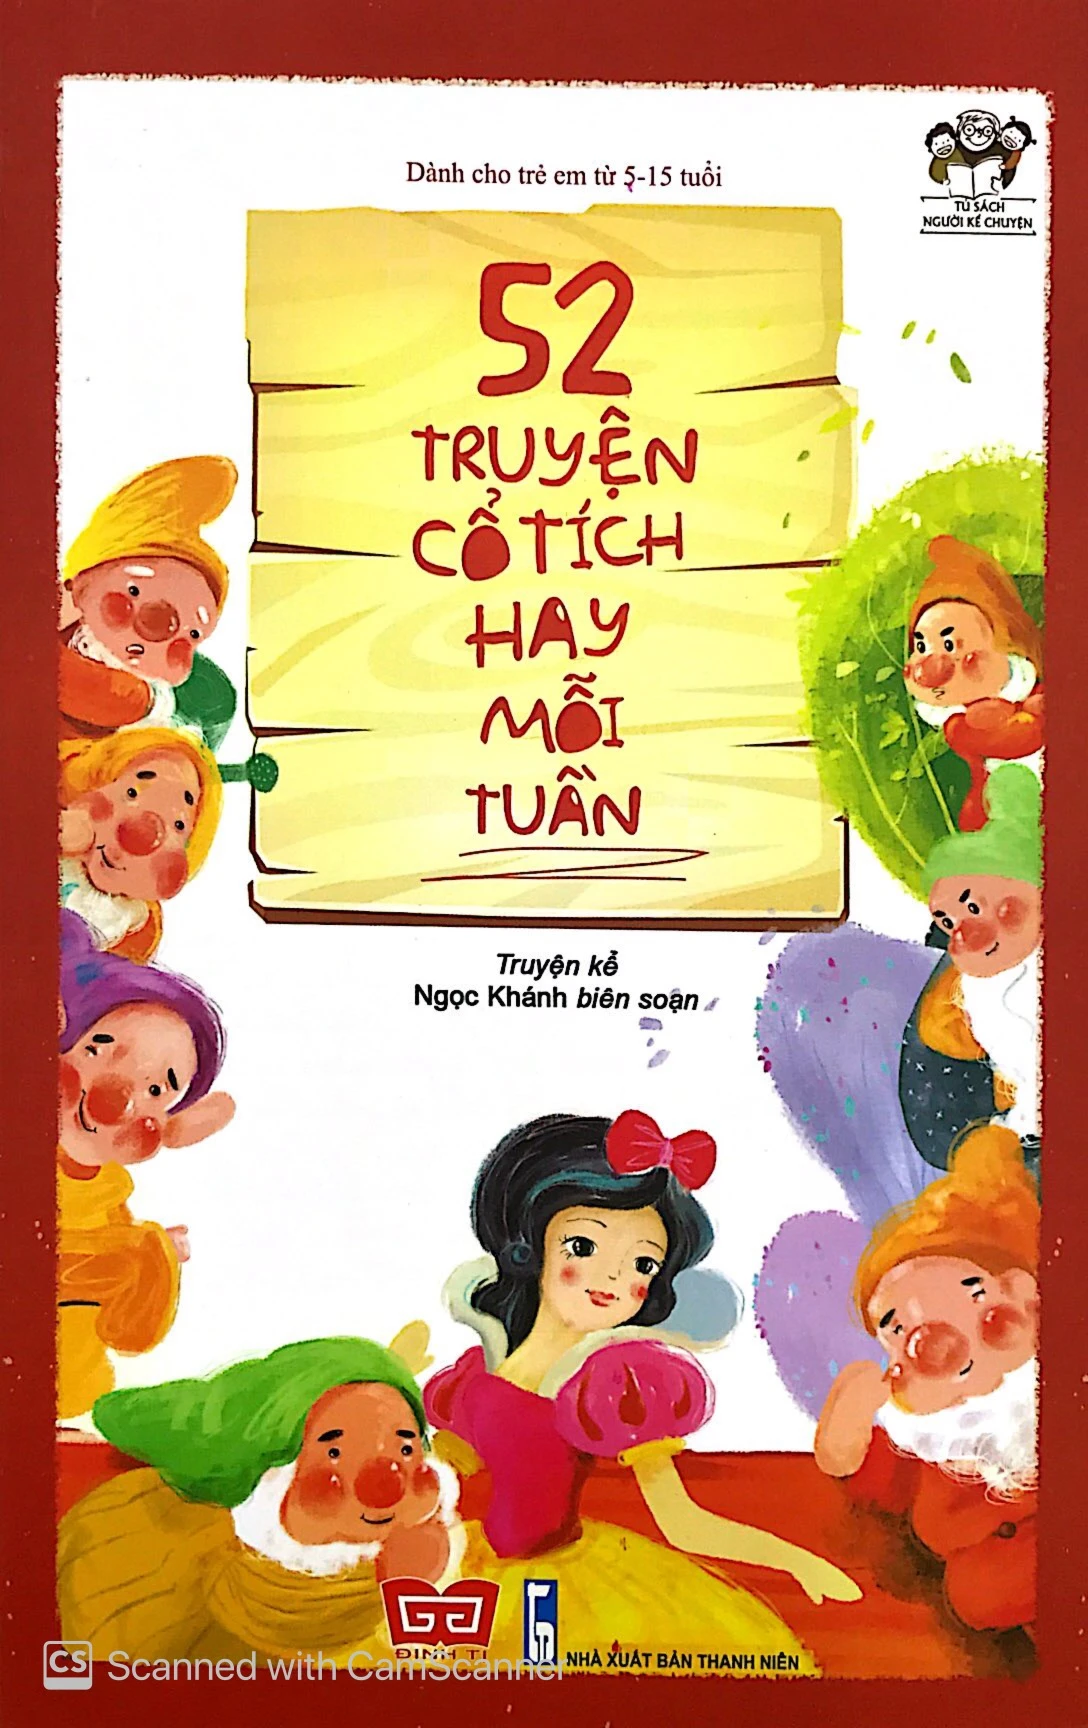 Dành cho trẻ em từ 5-15 tuổi
TỦ SÁCH
NGƯỜI KỂ CHUYỆN
52
TRUYỆN
CỔ TÍCH
HAY
MỖI
TUẦN
Truyện kể
Ngọc Khánh biên soạn
ĐINH TỊ
NHÀ XUẤT BẢN THANH NIÊN
CS Scanned with CamScanner